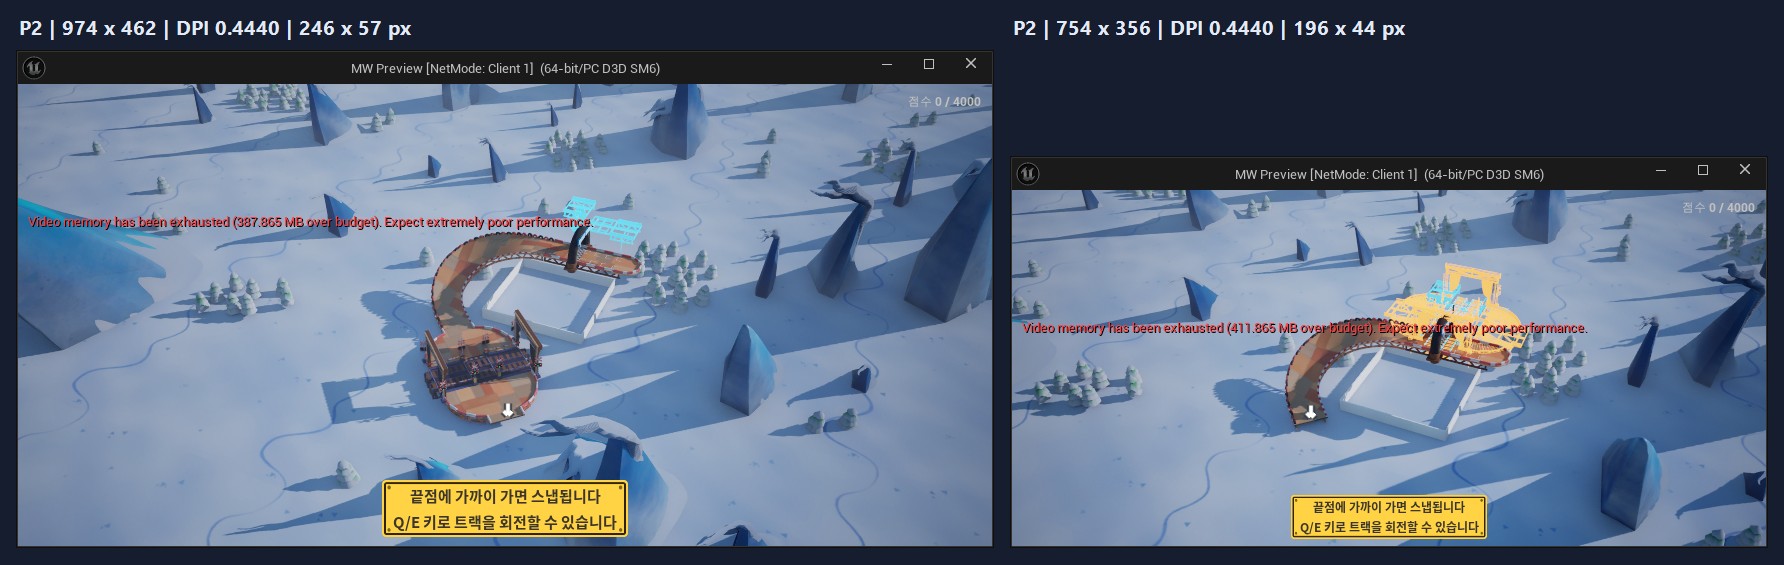 P2 | 974 x 462 | DPI 0.4440 | 246 x 57 px
MW Preview [NetMode: Client 1] (64-bit/PC D3D SM6)
점수 0 / 4000
Video memory has been exhausted (387.865 MB over budget). Expect extremely poor performance.
끝점에 가까이 가면 스냅됩니다
Q/E 키로 트랙을 회전할 수 있습니다
P2 | 754 x 356 | DPI 0.4440 | 196 x 44 px
MW Preview [NetMode: Client 1] (64-bit/PC D3D SM6)
점수 0 / 4000
Video memory has been exhausted (411.865 MB over budget). Expect extremely poor performance.
끝점에 가까이 가면 스냅됩니다
Q/E 키로 트랙을 회전할 수 있습니다